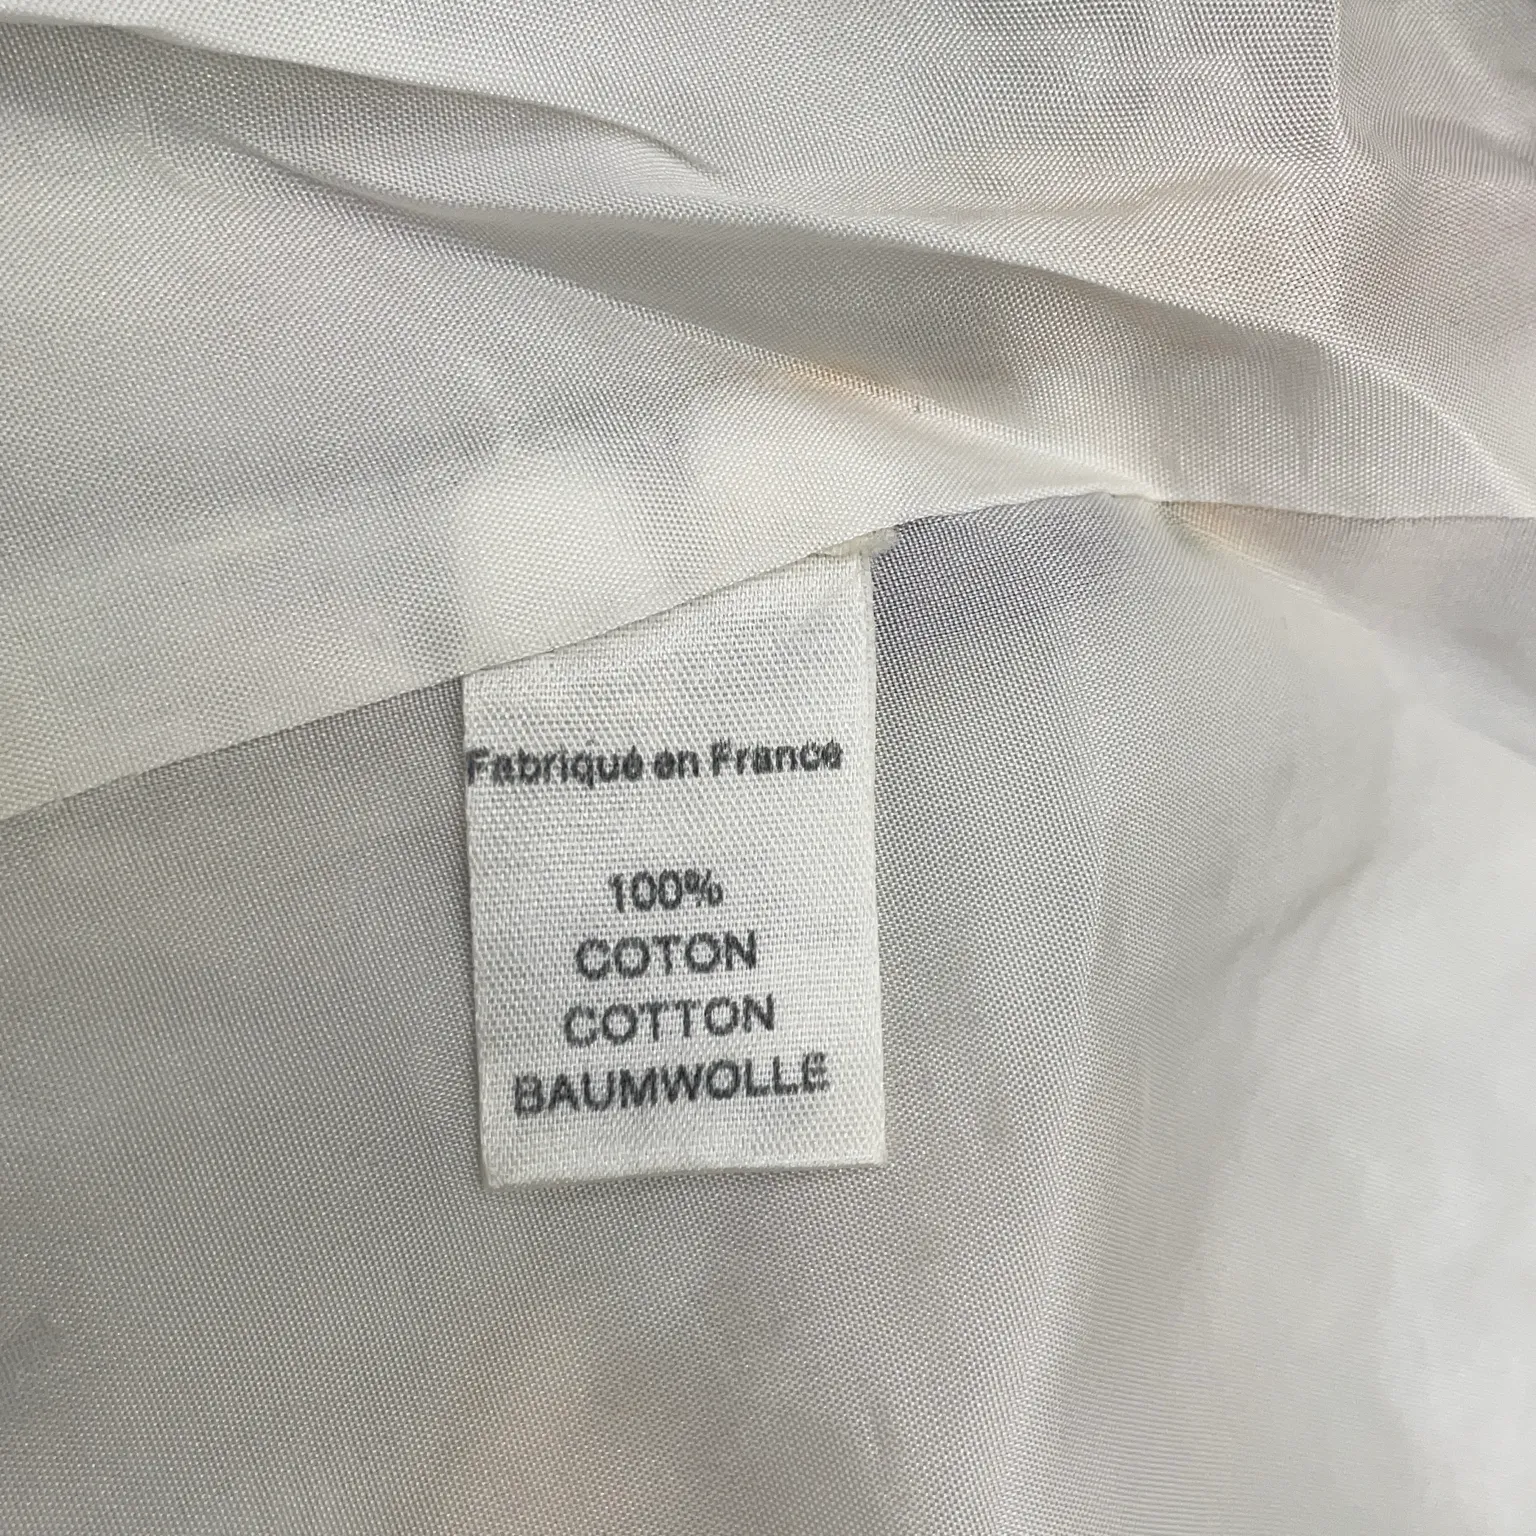 Fabriqué en France
100%
COTON
COTTON
BAUMWOLLE